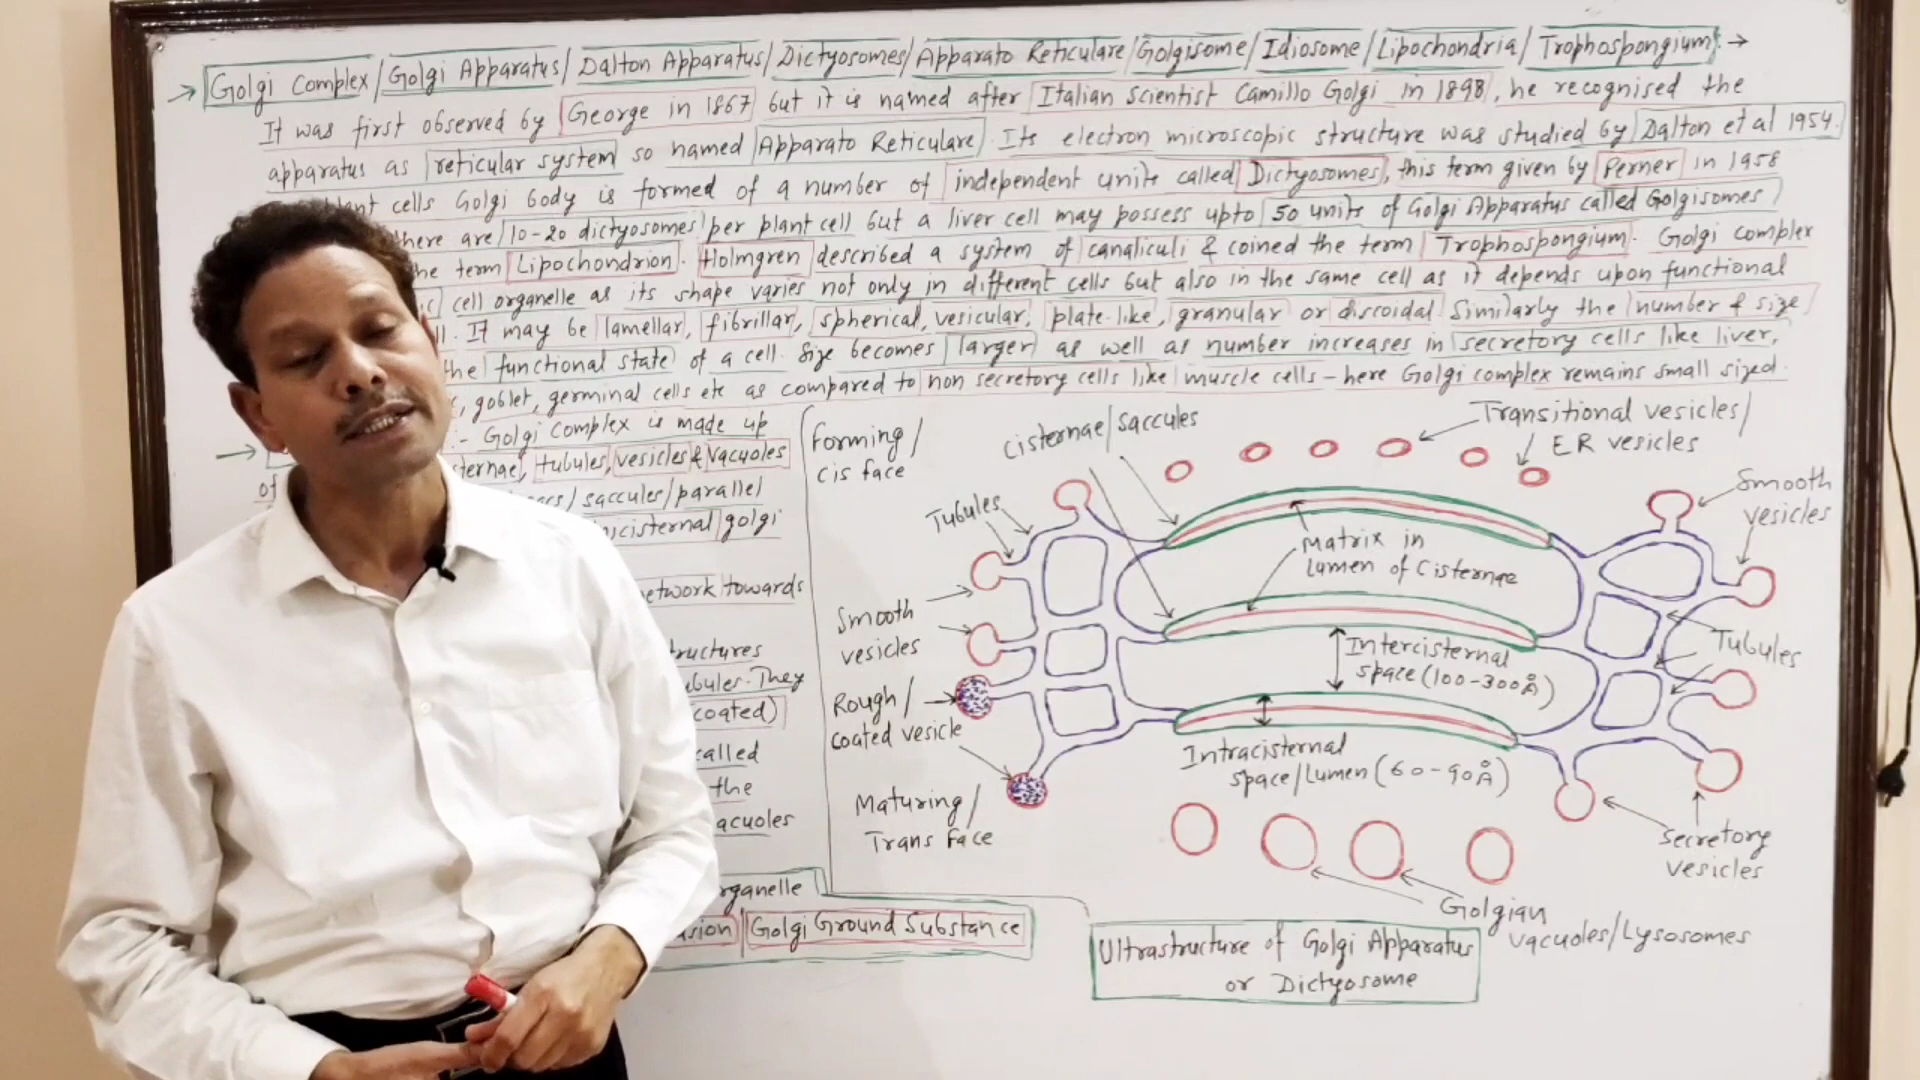 → Golgi Complex/Golgi Apparatus/Dalton Apparatus/Dictyosomes/Apparato Reticulare/Golgisome/Idiosome/Lipochondria/Trophospongium:→
It was first observed by George in 1867 but it is named after Italian Scientist Camillo Golgi in 1898, he recognised the
apparatus as reticular system so named Apparato Reticulare. Its electron microscopic structure was studied by Dalton et al 1954.
plant cells Golgi body is formed of a number of independent units called Dictyosomes, this term given by Perner in 1958
there are 10-20 dictyosomes per plant cell but a liver cell may possess upto 50 units of Golgi Apparatus called Golgisomes
the term Lipochondrion. Holmgren described a system of canaliculi & coined the term Trophospongium. Golgi complex
cell organelle as its shape varies not only in different cells but also in the same cell as it depends upon functional
It may be lamellar, fibrillar, spherical, vesicular, plate-like, granular or discoidal Similarly the number & size
the functional state of a cell. Size becomes larger as well as number increases in secretory cells like liver,
goblet, germinal cells etc as compared to non secretory cells like muscle cells - here Golgi complex remains small sized.
:- Golgi complex is made up
of
tubules, vesicles & vacuoles
saccules/parallel
golgi
network towards
structures
They
coated)
called
the
vacuoles
organelle
Golgi Ground Substance
Forming/
cis face
Cisternae/Saccules
Transitional vesicles/
ER vesicles
Tubules
Smooth
vesicles
Matrix in
Lumen of Cisternae
Smooth
vesicles
Intercisternal
space(100-300Å)
Tubules
Rough/
coated vesicle
Intracisternal
space/Lumen(60-90Å)
Maturing/
Trans Face
Secretory
vesicles
Golgian
vacuoles/Lysosomes
Ultrastructure of Golgi Apparatus
or Dictyosome